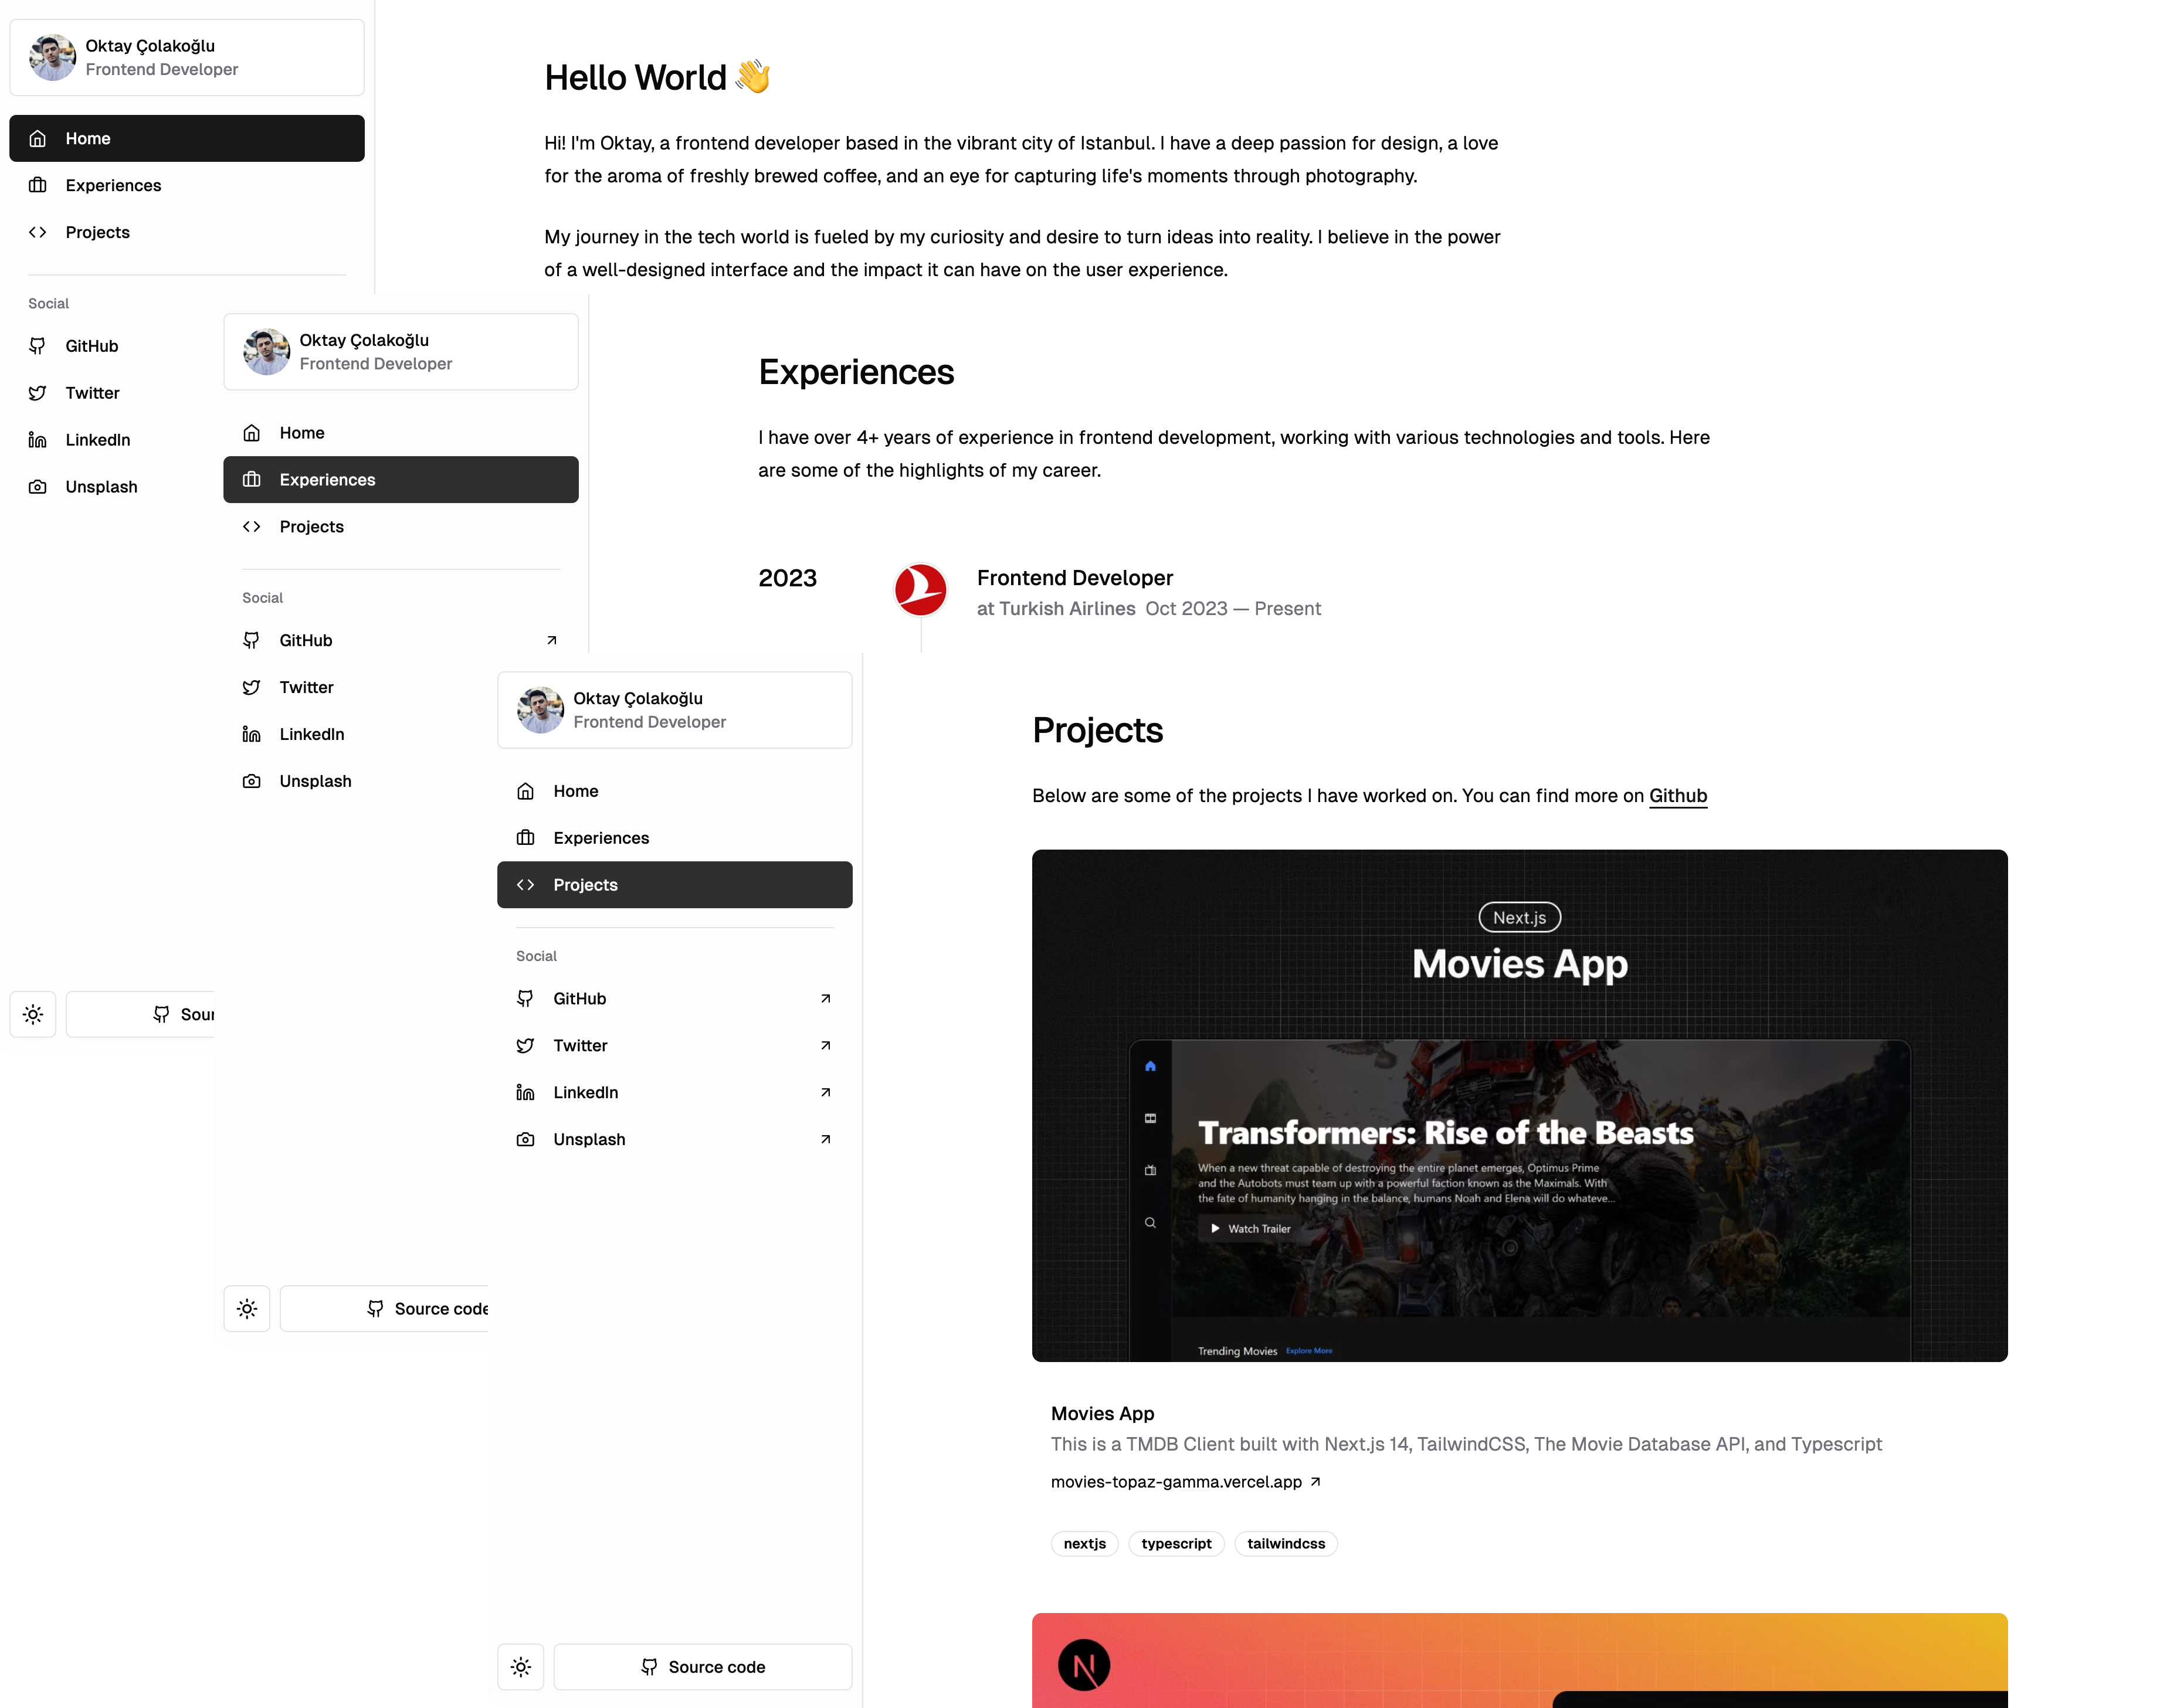 Oktay Çolakoğlu
Frontend Developer
Home
Experiences
Projects
Social
GitHub
Twitter
LinkedIn
Unsplash
Hello World 👋
Hi! I'm Oktay, a frontend developer based in the vibrant city of Istanbul. I have a deep passion for design, a love
for the aroma of freshly brewed coffee, and an eye for capturing life's moments through photography.
My journey in the tech world is fueled by my curiosity and desire to turn ideas into reality. I believe in the power
of a well-designed interface and the impact it can have on the user experience.
Oktay Çolakoğlu
Frontend Developer
Home
Experiences
Projects
Social
GitHub
Twitter
LinkedIn
Unsplash
Source code
Experiences
I have over 4+ years of experience in frontend development, working with various technologies and tools. Here
are some of the highlights of my career.
2023
Frontend Developer
at Turkish Airlines Oct 2023 — Present
Oktay Çolakoğlu
Frontend Developer
Home
Experiences
Projects
Social
GitHub
Twitter
LinkedIn
Unsplash
Source code
Projects
Below are some of the projects I have worked on. You can find more on Github
Next.js
Movies App
Transformers: Rise of the Beasts
When a new threat capable of destroying the entire planet emerges, Optimus Prime
and the Autobots must team up with a powerful faction known as the Maximals. With
the fate of humanity hanging in the balance, humans Noah and Elena will do whateve...
Watch Trailer
Trending Movies Explore More
Movies App
This is a TMDB Client built with Next.js 14, TailwindCSS, The Movie Database API, and Typescript
movies-topaz-gamma.vercel.app
nextjs
typescript
tailwindcss
N